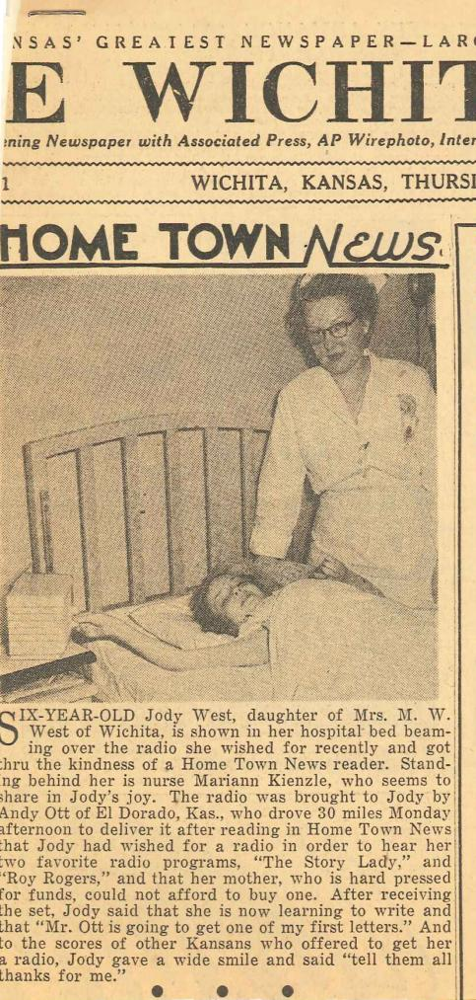 NSAS' GREATEST NEWSPAPER—LARG
E WICHIT
ening Newspaper with Associated Press, AP Wirephoto, Inter
1 WICHITA, KANSAS, THURS
HOME TOWN News
SIX-YEAR-OLD Jody West, daughter of Mrs. M. W.
West of Wichita, is shown in her hospital bed beam-
ing over the radio she wished for recently and got
thru the kindness of a Home Town News reader. Stand-
ing behind her is nurse Mariann Kienzle, who seems to
share in Jody's joy. The radio was brought to Jody by
Andy Ott of El Dorado, Kas., who drove 30 miles Monday
afternoon to deliver it after reading in Home Town News
that Jody had wished for a radio in order to hear her
two favorite radio programs, "The Story Lady," and
"Roy Rogers," and that her mother, who is hard pressed
for funds, could not afford to buy one. After receiving
the set, Jody said that she is now learning to write and
that "Mr. Ott is going to get one of my first letters." And
to the scores of other Kansans who offered to get her
a radio, Jody gave a wide smile and said "tell them all
thanks for me."